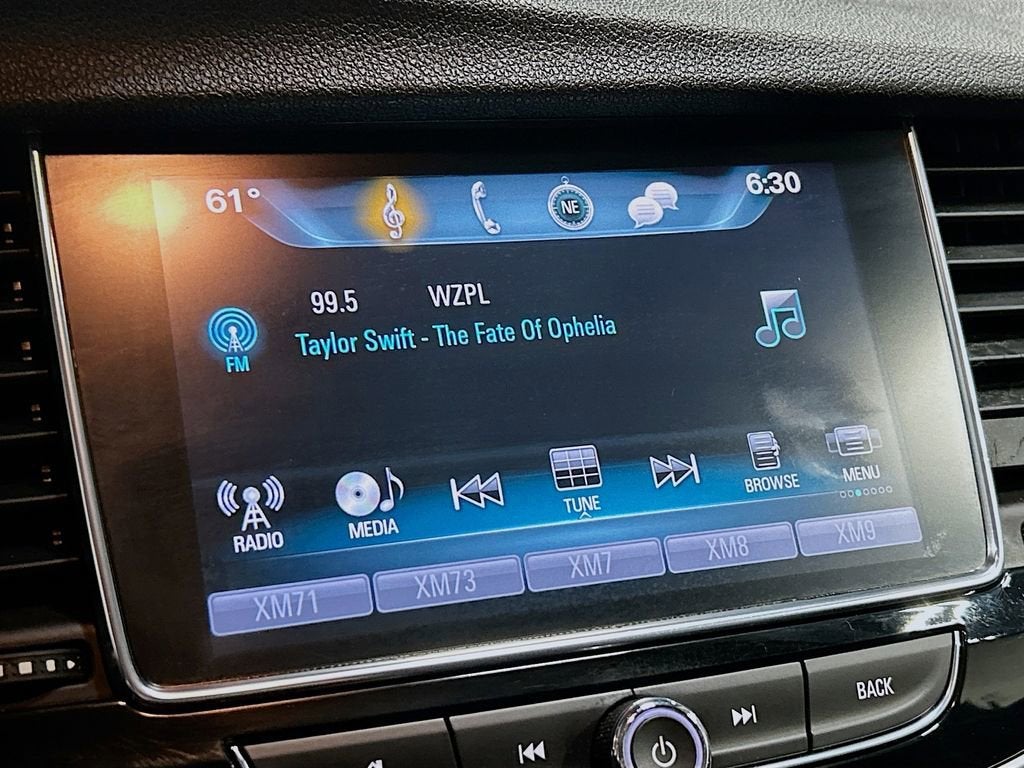 61° 6:30
NE
99.5 WZPL
Taylor Swift - The Fate Of Ophelia
FM
RADIO MEDIA TUNE BROWSE MENU
XM71 XM73 XM7 XM8 XM9
BACK